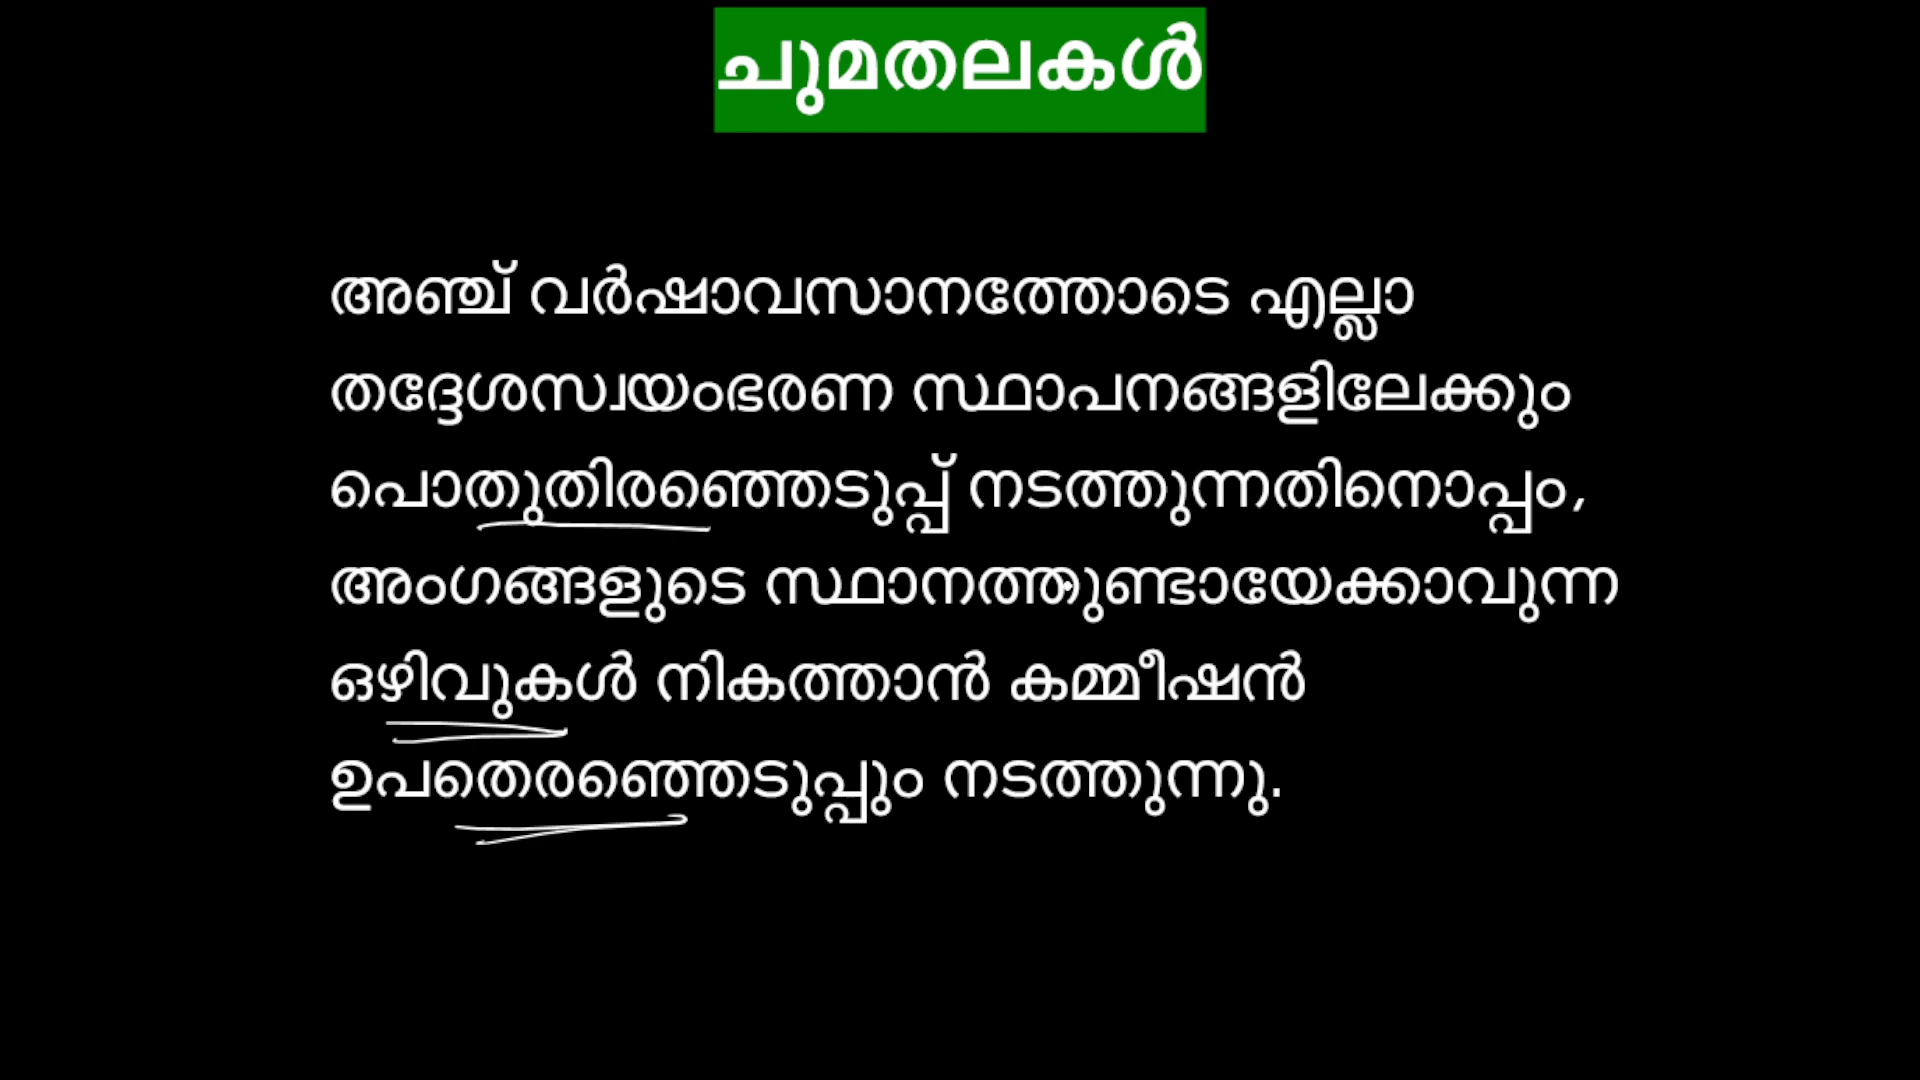 ചുമതലകൾ
അഞ്ച് വർഷാവസാനത്തോടെ എല്ലാ
തദ്ദേശസ്വയംഭരണ സ്ഥാപനങ്ങളിലേക്കും
പൊതുതിരഞ്ഞെടുപ്പ് നടത്തുന്നതിനൊപ്പം,
അംഗങ്ങളുടെ സ്ഥാനത്തുണ്ടായേക്കാവുന്ന
ഒഴിവുകൾ നികത്താൻ കമ്മീഷൻ
ഉപതെരഞ്ഞെടുപ്പും നടത്തുന്നു.